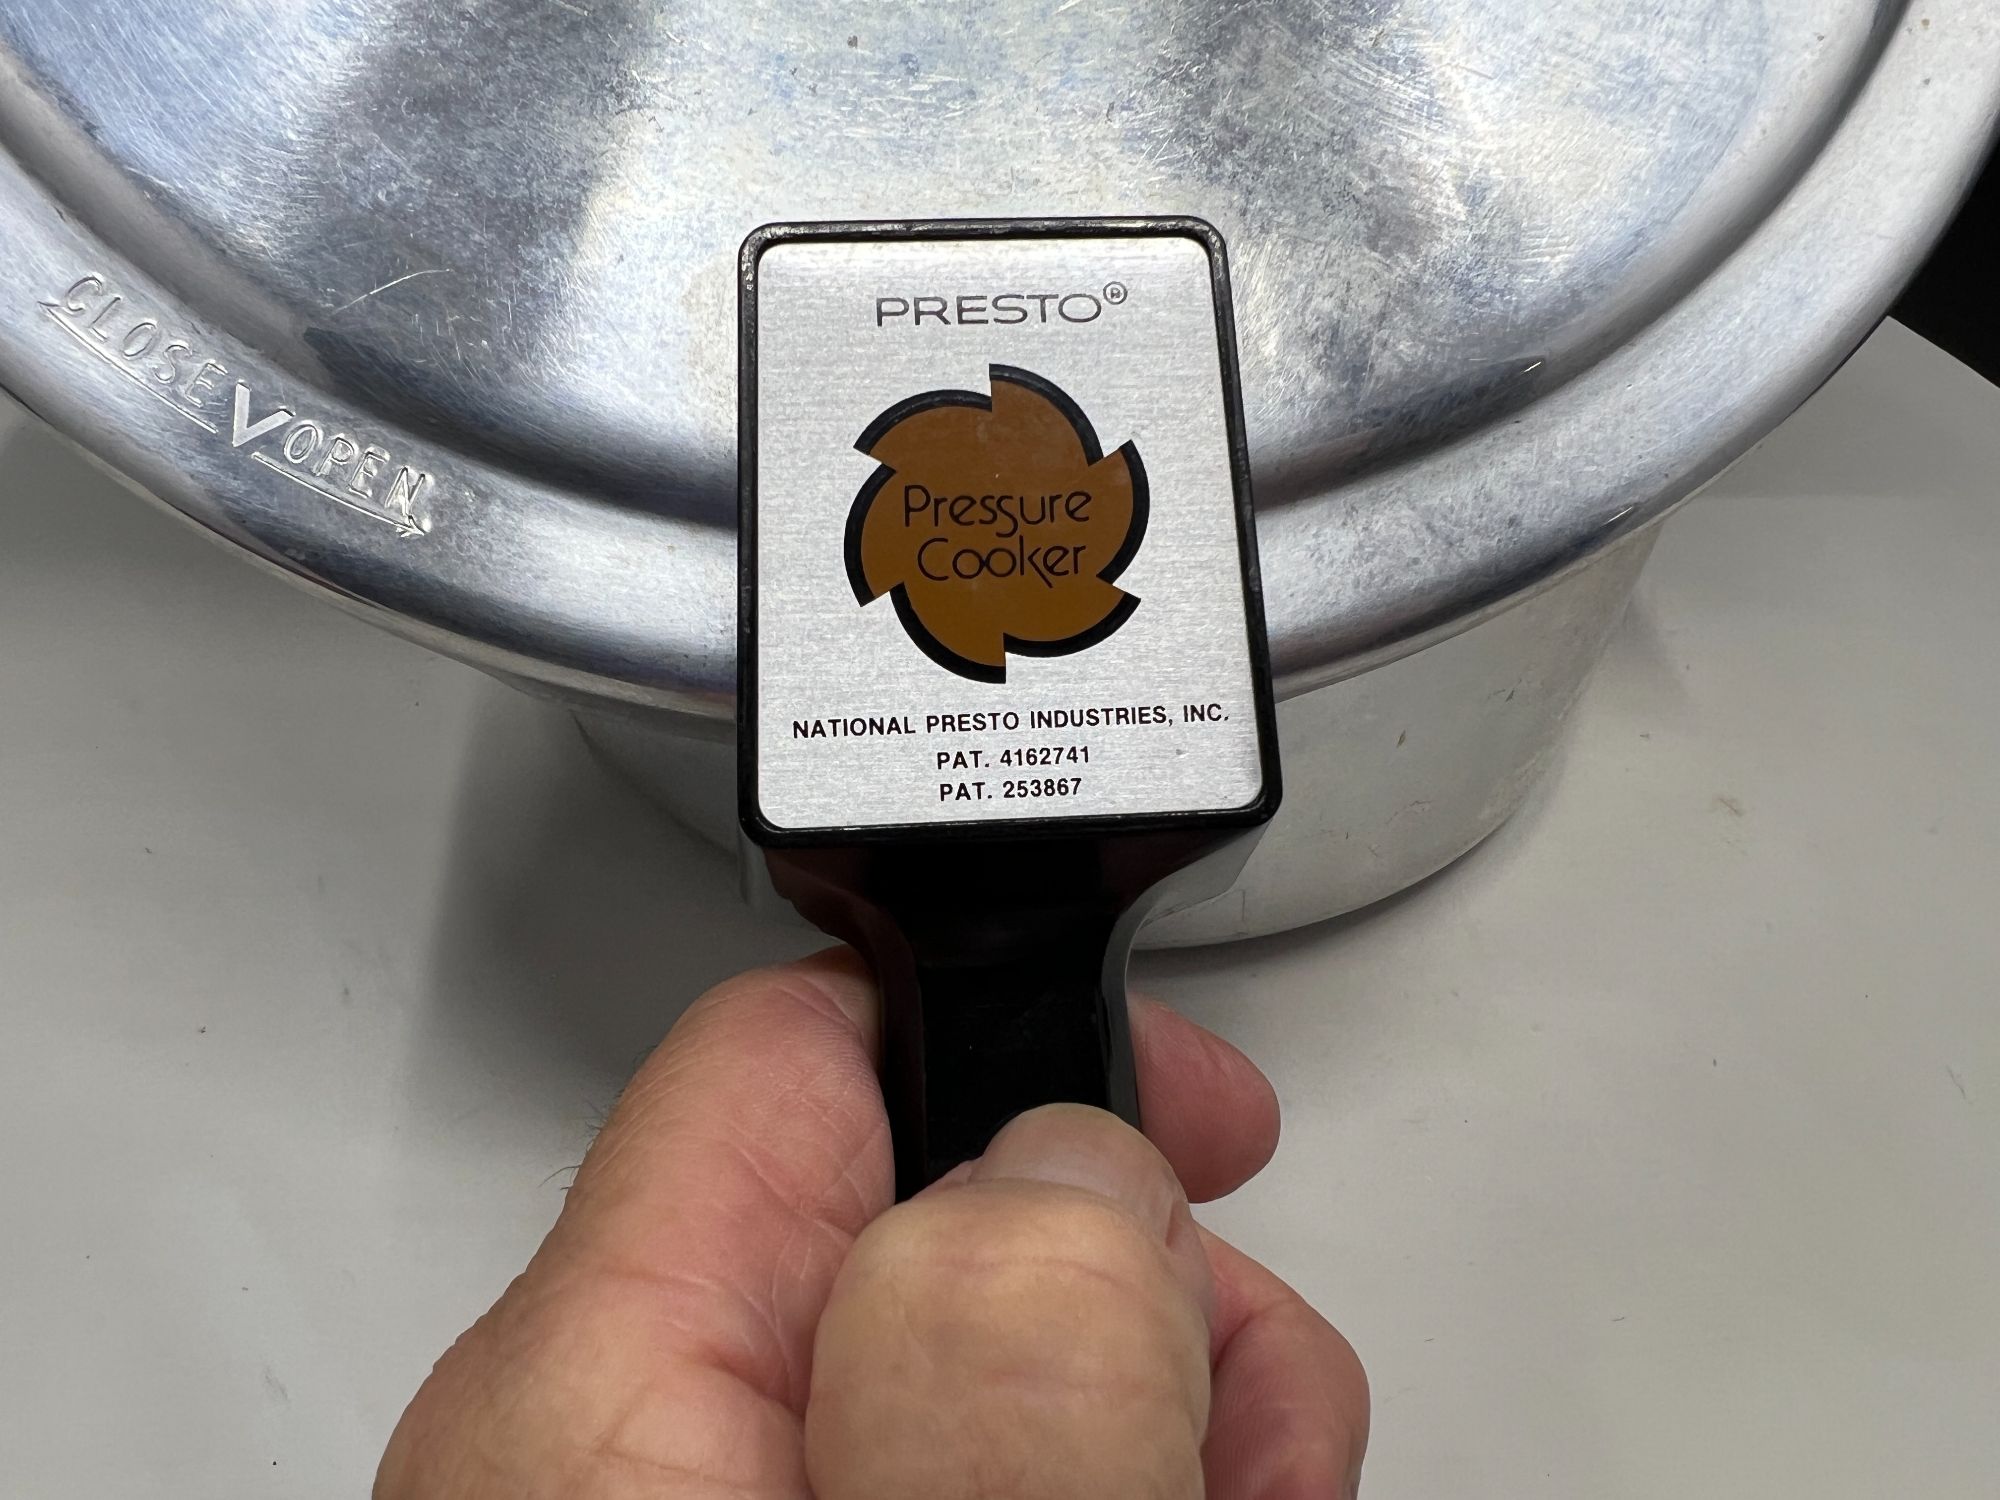 CLOSE V OPEN
PRESTO®
Pressure
Cooker
NATIONAL PRESTO INDUSTRIES, INC.
PAT. 4162741
PAT. 253867